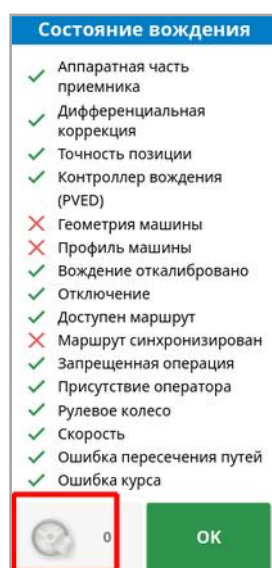 Состояние вождения
Аппаратная часть
приемника
Дифференциальная
коррекция
Точность позиции
Контроллер вождения
(PVED)
Геометрия машины
Профиль машины
Вождение откалибровано
Отключение
Доступен маршрут
Маршрут синхронизирован
Запрещенная операция
Присутствие оператора
Рулевое колесо
Скорость
Ошибка пересечения путей
Ошибка курса
0
OK